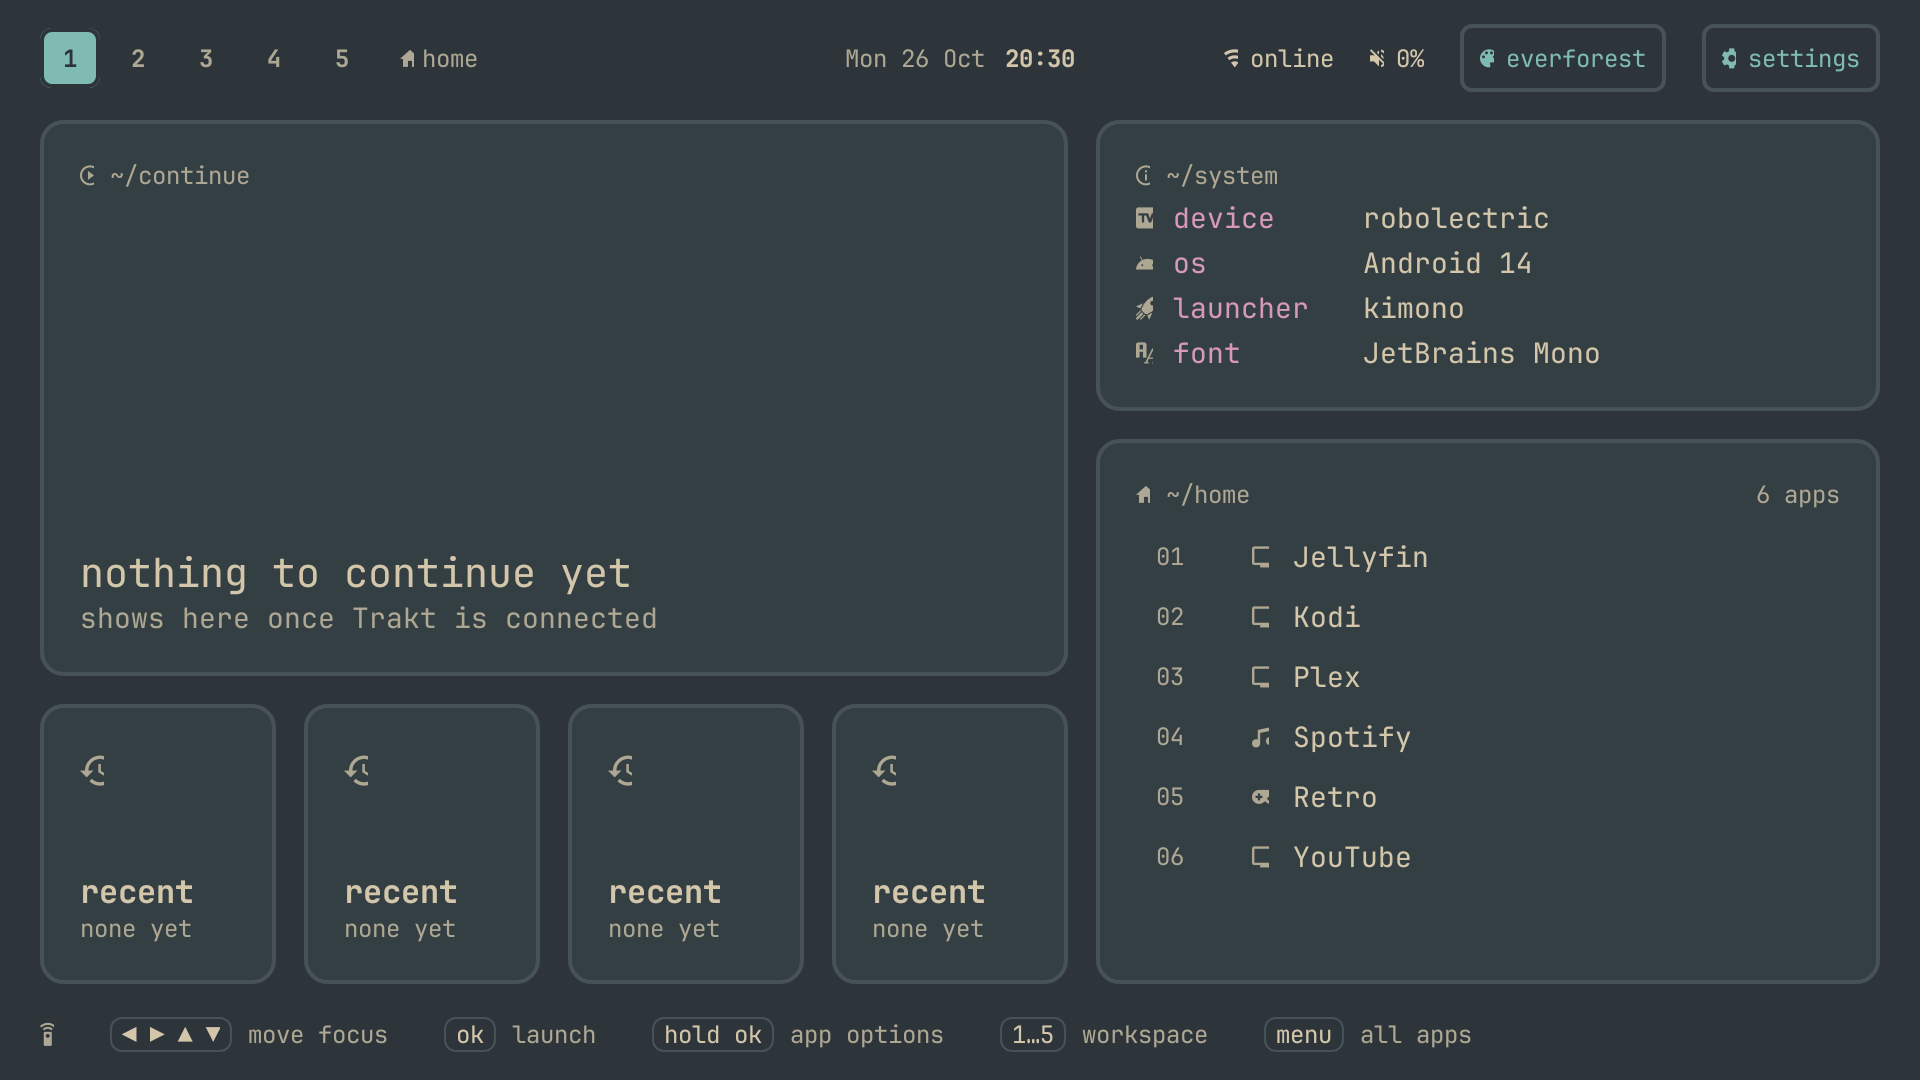 1 2 3 4 5 home Mon 26 Oct 20:30 online 0% everforest settings
~/continue
nothing to continue yet
shows here once Trakt is connected
recent
none yet
recent
none yet
recent
none yet
recent
none yet
~/system
device robolectric
os Android 14
launcher kimono
font JetBrains Mono
~/home 6 apps
01 Jellyfin
02 Kodi
03 Plex
04 Spotify
05 Retro
06 YouTube
◀ ▶ ▲ ▼ move focus ok launch hold ok app options 1…5 workspace menu all apps